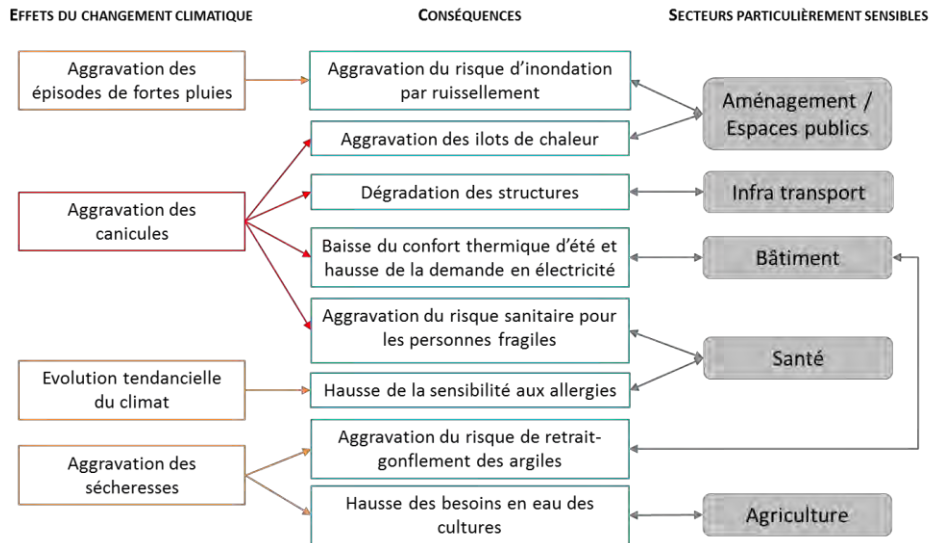 EFFETS DU CHANGEMENT CLIMATIQUE
CONSÉQUENCES
SECTEURS PARTICULIÈREMENT SENSIBLES
Aggravation des
épisodes de fortes pluies
Aggravation du risque d’inondation
par ruissellement
Aménagement /
Espaces publics
Aggravation des ilots de chaleur
Aggravation des
canicules
Dégradation des structures
Infra transport
Baisse du confort thermique d’été et
hausse de la demande en électricité
Bâtiment
Aggravation du risque sanitaire pour
les personnes fragiles
Santé
Evolution tendancielle
du climat
Hausse de la sensibilité aux allergies
Aggravation des
sécheresses
Aggravation du risque de retrait-
gonflement des argiles
Hausse des besoins en eau des
cultures
Agriculture